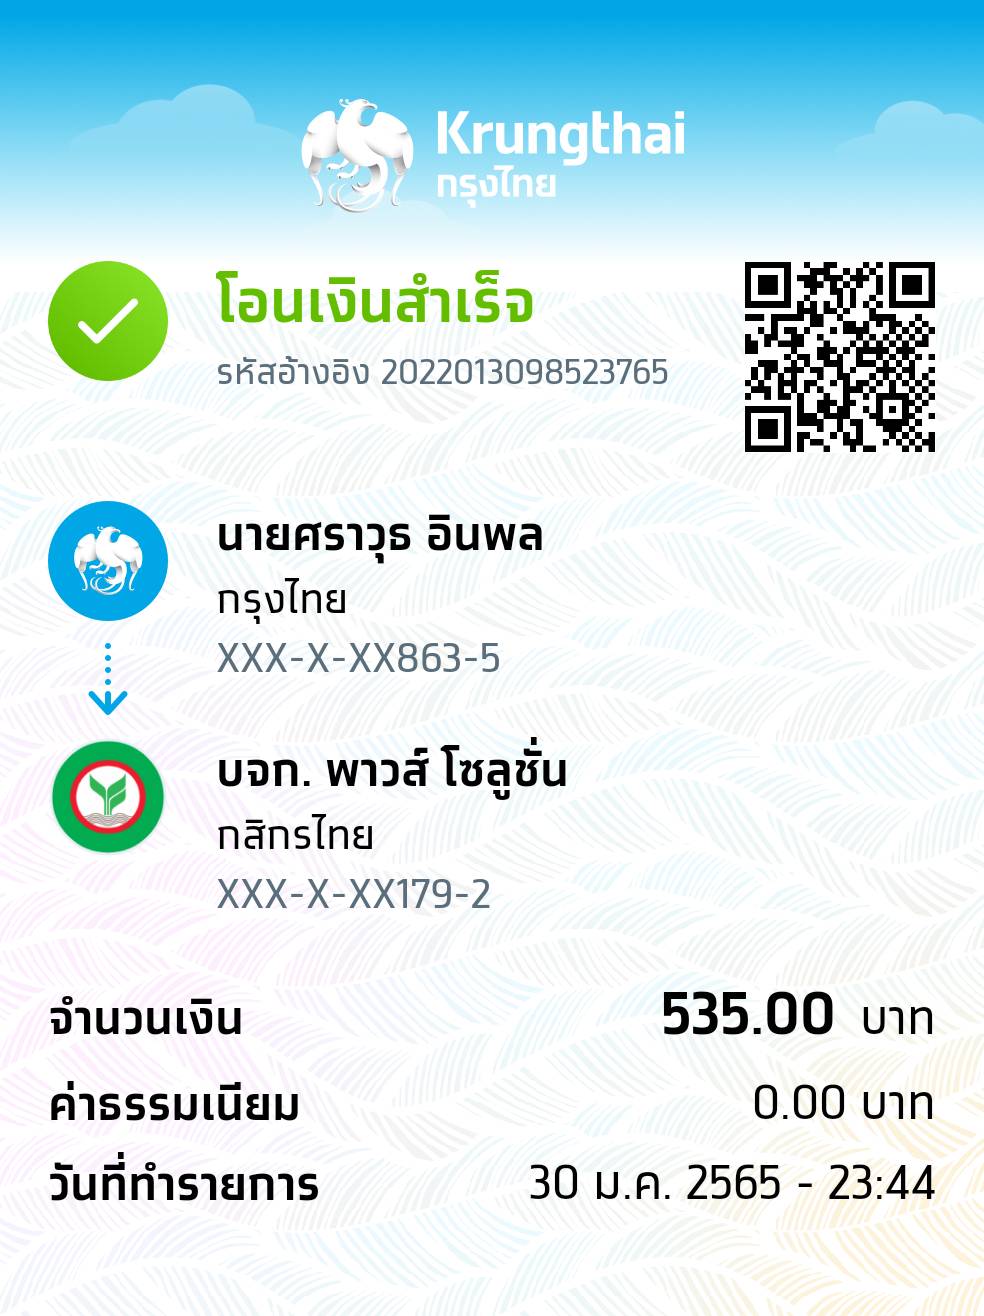 Krungthai
กรุงไทย
โอนเงินสำเร็จ
รหัสอ้างอิง 2022013098523765
นายศราวุธ อินพล
กรุงไทย
XXX-X-XX863-5
บจก. พาวส์ โซลูชั่น
กสิกรไทย
XXX-X-XX179-2
จำนวนเงิน 535.00 บาท
ค่าธรรมเนียม 0.00 บาท
วันที่ทำรายการ 30 ม.ค. 2565 - 23:44